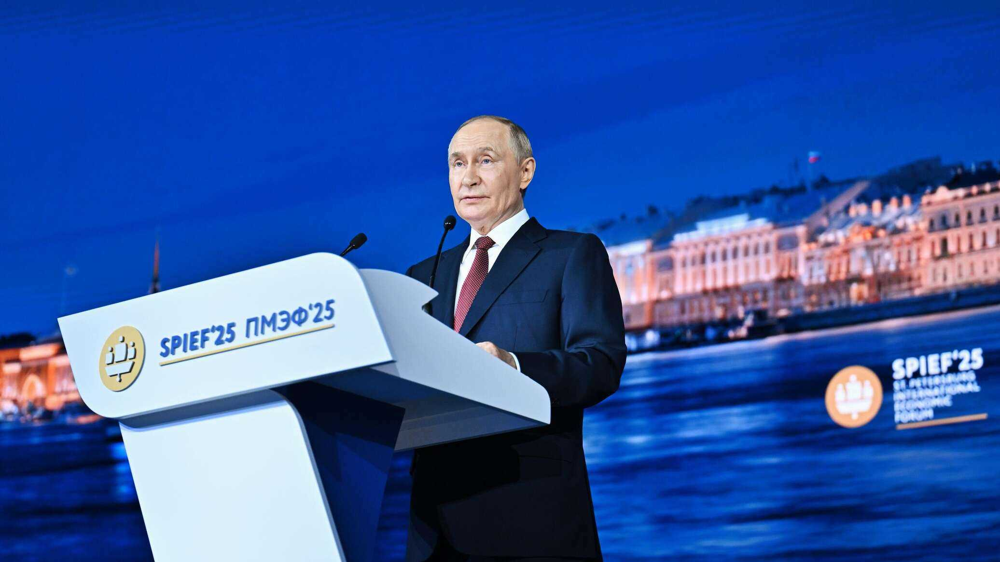 SPIEF'25 ПМЭФ'25
SPIEF'25
ST. PETERSBURG
INTERNATIONAL
ECONOMIC
FORUM